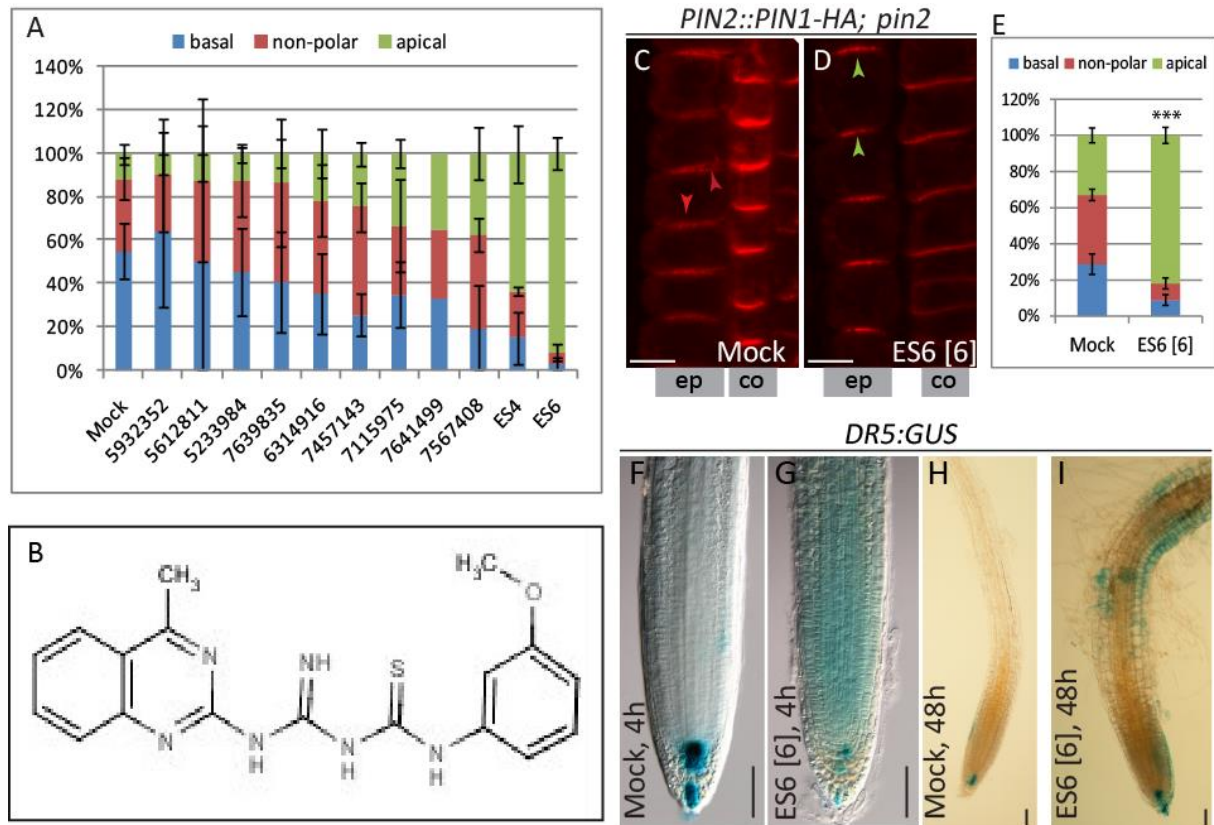 A
basal non-polar apical
140%
120%
100%
80%
60%
40%
20%
0%
Mock
5932352
5612811
5233984
7639835
6314916
7457143
7115975
7641499
7567408
ES4
ES6
B
CH3
N
N
N
H
NH
N
H
S
N
H
H3C
O
PIN2::PIN1-HA; pin2
C
Mock
D
ES6 [6]
ep co ep co
E
basal non-polar apical
120%
100%
80%
60%
40%
20%
0%
***
Mock ES6 [6]
DR5:GUS
F
Mock, 4h
G
ES6 [6], 4h
H
Mock, 48h
I
ES6 [6], 48h